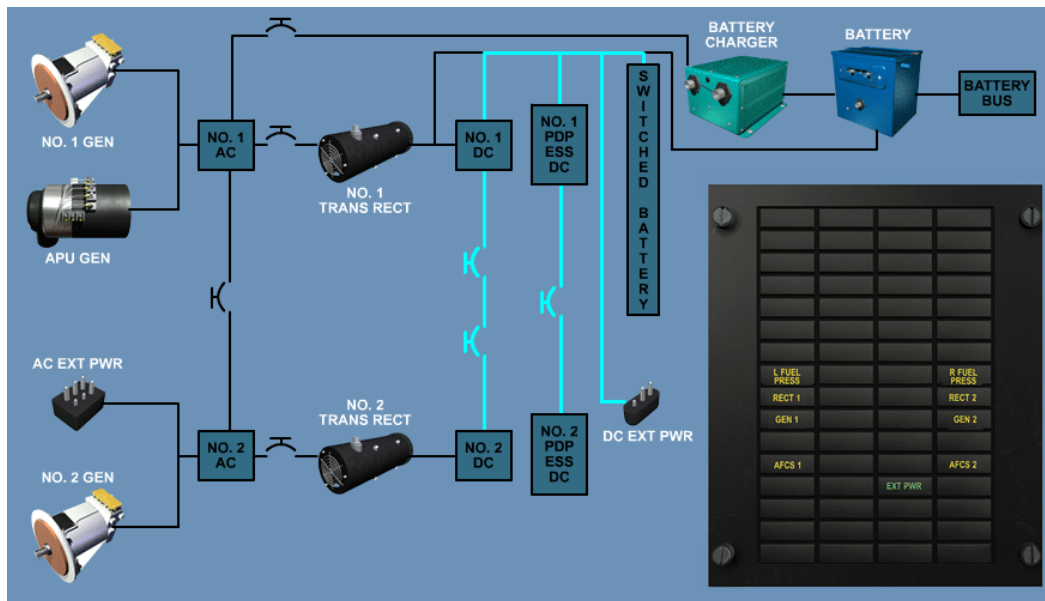 NO. 1 GEN
APU GEN
AC EXT PWR
NO. 2 GEN
NO. 1
AC
NO. 2
AC
NO. 1
TRANS RECT
NO. 2
TRANS RECT
NO. 1
DC
NO. 2
DC
NO. 1
PDP
ESS
DC
NO. 2
PDP
ESS
DC
SWITCHED BATTERY
DC EXT PWR
BATTERY
CHARGER
BATTERY
BATTERY
BUS
L FUEL
PRESS
R FUEL
PRESS
RECT 1
RECT 2
GEN 1
GEN 2
AFCS 1
AFCS 2
EXT PWR